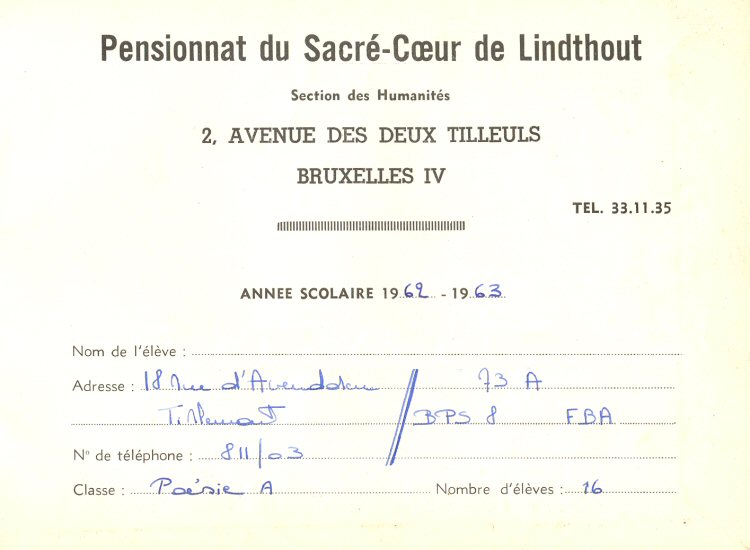 Pensionnat du Sacré-Cœur de Lindthout
Section des Humanités
2, AVENUE DES DEUX TILLEULS
BRUXELLES IV
TEL. 33.11.35
ANNEE SCOLAIRE 1962 - 1963
Nom de l'élève :
Adresse : 18 rue d'Avendoren // 73 A
Tirlemont BPS 8 FBA
N° de téléphone : 811/03
Classe : Poésie A Nombre d'élèves : 16